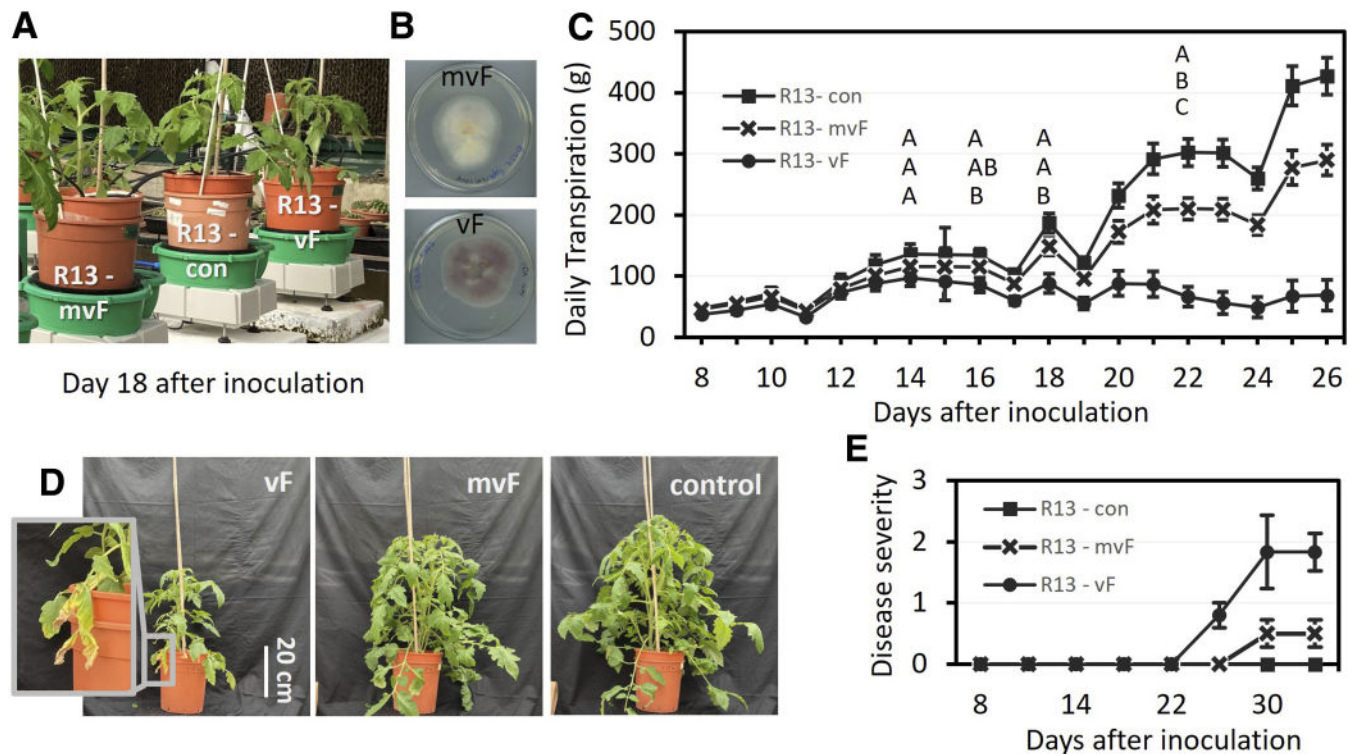 A
R13 -
mvF
R13 -
con
R13 -
vF
Day 18 after inoculation
B
mvF
vF
C
Daily Transpiration (g)
500
400
300
200
100
0
R13- con
R13- mvF
R13- vF
A
A
A
A
AB
B
A
A
B
A
B
C
8 10 12 14 16 18 20 22 24 26
Days after inoculation
D
vF
20 cm
mvF
control
E
Disease severity
3
2
1
0
R13 - con
R13 - mvF
R13 - vF
8 14 22 30
Days after inoculation